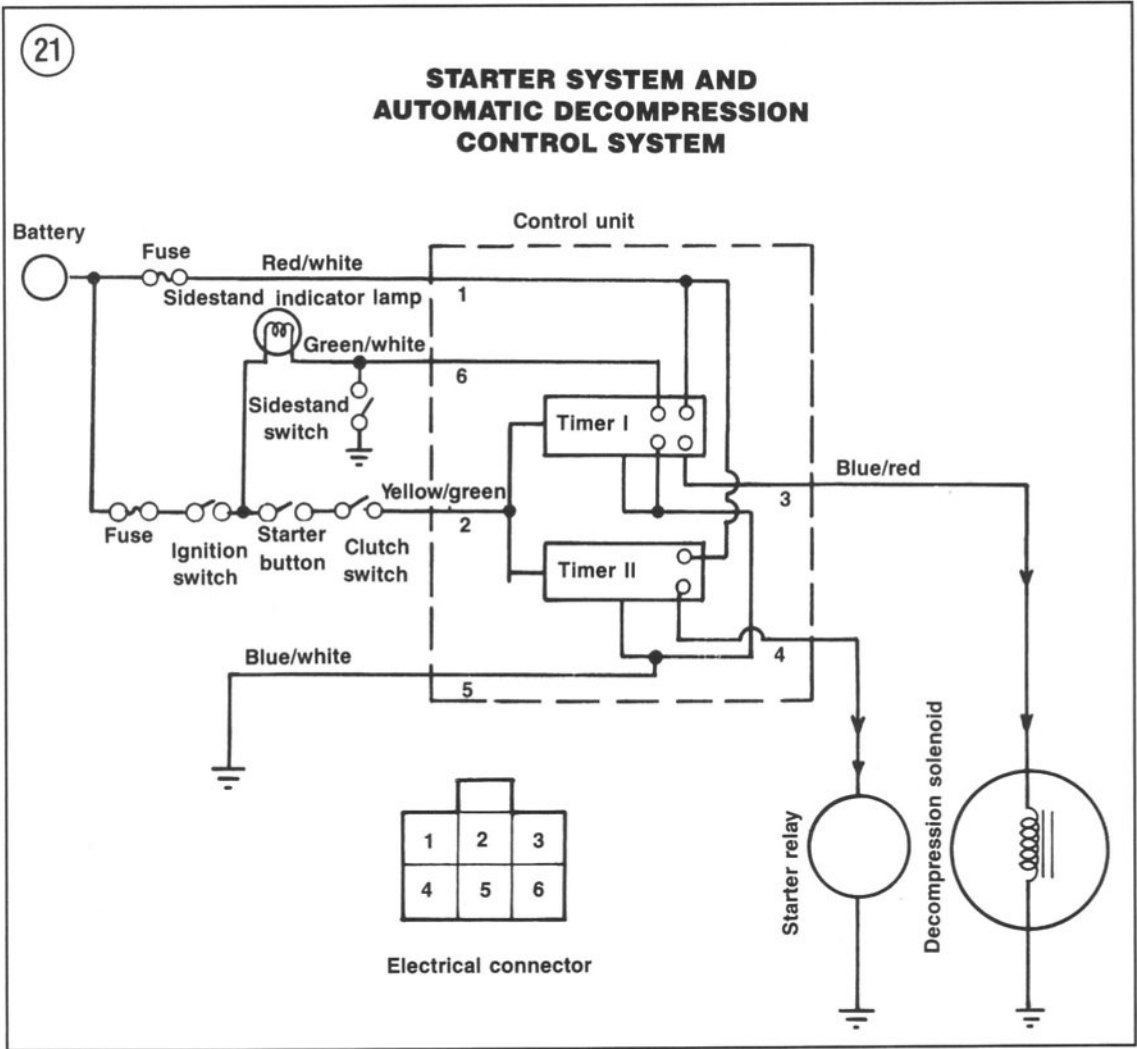 21
STARTER SYSTEM AND
AUTOMATIC DECOMPRESSION
CONTROL SYSTEM
Battery
Fuse
Red/white
1
Control unit
Sidestand indicator lamp
Green/white
6
Sidestand
switch
Timer I
Blue/red
3
Yellow/green
2
Fuse
Ignition
switch
Starter
button
Clutch
switch
Timer II
4
Blue/white
5
1 2 3
4 5 6
Electrical connector
Starter relay
Decompression solenoid